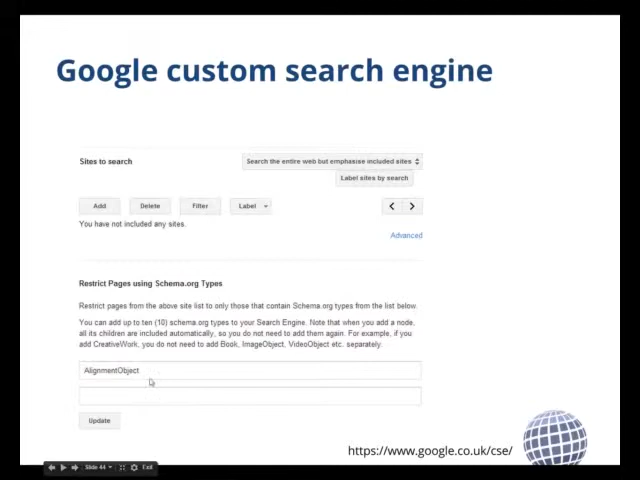 Google custom search engine
Sites to search
Search the entire web but emphasise included sites
Label sites by search
Add Delete Filter Label
You have not included any sites.
Advanced
Restrict Pages using Schema.org Types
Restrict pages from the above site list to only those that contain Schema.org types from the list below.
You can add up to ten (10) schema.org types to your Search Engine. Note that when you add a node,
all its children are included automatically, so you do not need to add them again. For example, if you
add CreativeWork, you do not need to add Book, ImageObject, VideoObject etc. separately.
AlignmentObject
Update
https://www.google.co.uk/cse/
Slide 44 Exit